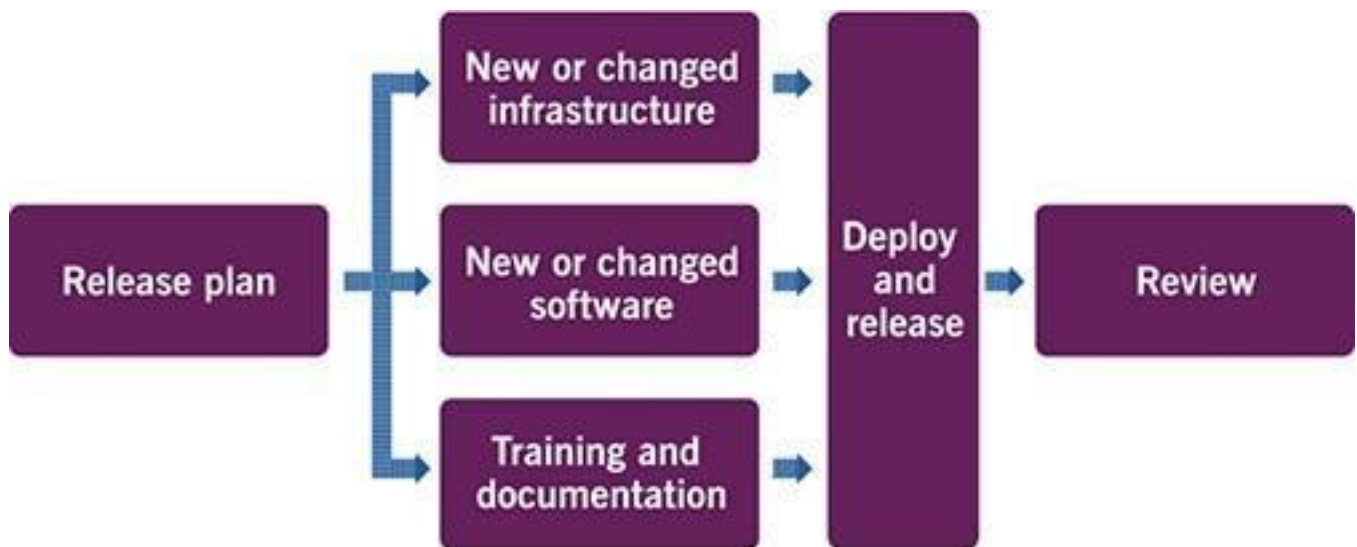 Release plan
New or changed
infrastructure
New or changed
software
Training and
documentation
Deploy
and
release
Review